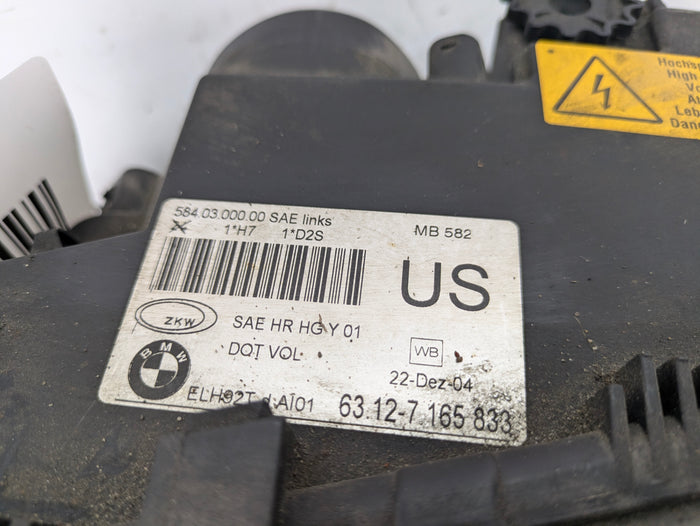 584.03.000.00 SAE links MB 582
1*H7 1*D2S
US
ZKW SAE HR HG Y 01
DOT VOL WB
BMW
22-Dez-04
63.12-7 165 833
High